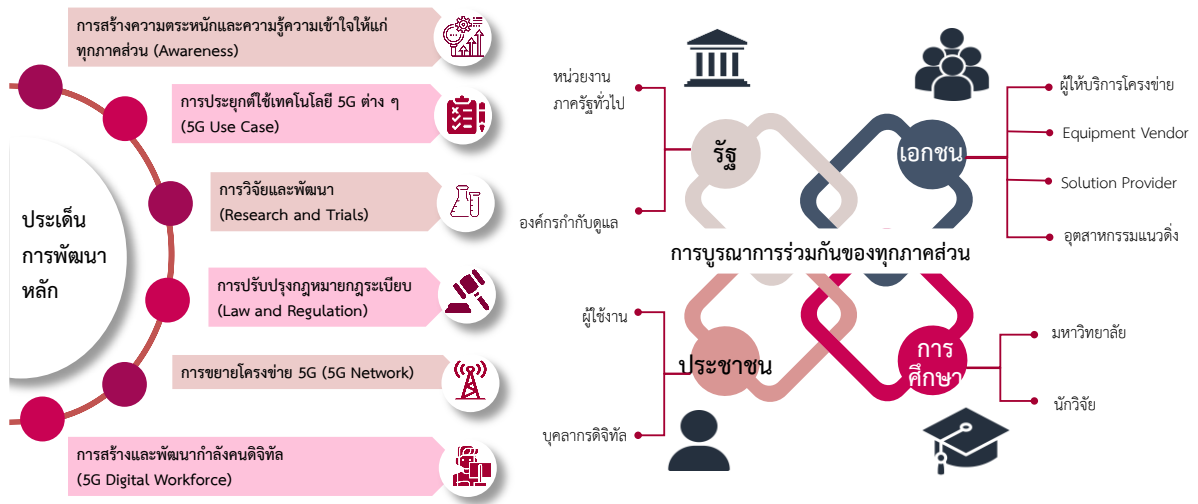 ประเด็น
การพัฒนา
หลัก
การสร้างความตระหนักและความรู้ความเข้าใจให้แก่
ทุกภาคส่วน (Awareness)
การประยุกต์ใช้เทคโนโลยี 5G ต่าง ๆ
(5G Use Case)
การวิจัยและพัฒนา
(Research and Trials)
การปรับปรุงกฎหมายกฎระเบียบ
(Law and Regulation)
การขยายโครงข่าย 5G (5G Network)
การสร้างและพัฒนากำลังคนดิจิทัล
(5G Digital Workforce)
หน่วยงาน
ภาครัฐทั่วไป
องค์กรกำกับดูแล
รัฐ
เอกชน
ผู้ให้บริการโครงข่าย
Equipment Vendor
Solution Provider
อุตสาหกรรมแนวดิ่ง
การบูรณาการร่วมกันของทุกภาคส่วน
ผู้ใช้งาน
บุคลากรดิจิทัล
ประชาชน
การ
ศึกษา
มหาวิทยาลัย
นักวิจัย